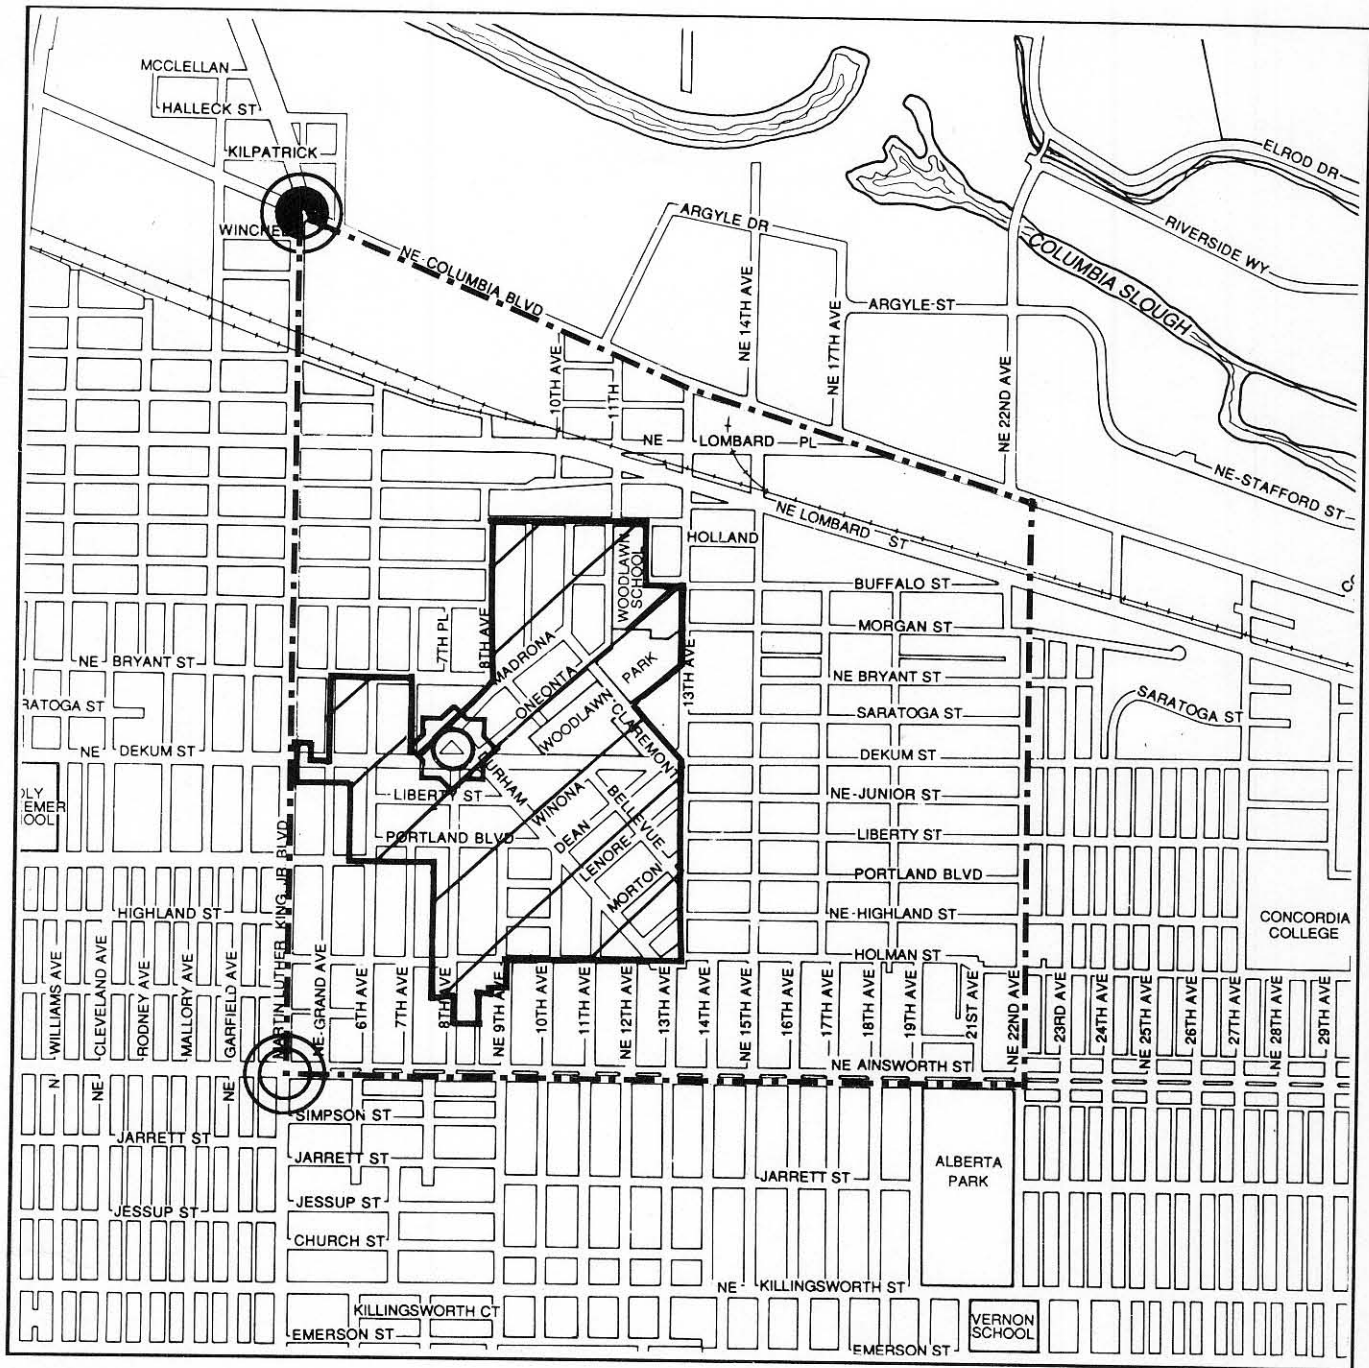 MCCLELLAN
HALLECK ST
KILPATRICK
ELROD DR
ARGYLE DR
RIVERSIDE WY
NE-COLUMBIA BLVD
COLUMBIA SLOUGH
NE 14TH AVE
NE 17TH AVE
ARGYLE-ST
10TH AVE
11TH
NE 22ND AVE
NE LOMBARD PL
NE-STAFFORD ST
NE LOMBARD ST
HOLLAND
WOODLAWN
SCHOOL
BUFFALO ST
7TH PL
8TH AVE
MORGAN ST
MADRONA
PARK
13TH AVE
NE BRYANT ST
NE BRYANT ST
ONEONTA
SARATOGA ST
RATOGA ST
WOODLAWN
CLAREMONT
SARATOGA ST
NE DEKUM ST
DEKUM ST
LIBERTY ST
WINONA
BELLEVUE
NE-JUNIOR ST
OOL
PORTLAND BLVD
DEAN
LIBERTY ST
LENORE
PORTLAND BLVD
MORTON
HIGHLAND ST
NE-HIGHLAND ST
CONCORDIA
COLLEGE
HOLMAN ST
N WILLIAMS AVE
NE CLEVELAND AVE
RODNEY AVE
MALLORY AVE
NE GARFIELD AVE
MARTIN LUTHER KING JR BLVD
NE-GRAND AVE
6TH AVE
7TH AVE
8TH AVE
NE 9TH AVE
10TH AVE
11TH AVE
NE 12TH AVE
13TH AVE
14TH AVE
NE 15TH AVE
16TH AVE
17TH AVE
18TH AVE
19TH AVE
21ST AVE
NE 22ND AVE
23RD AVE
24TH AVE
NE 25TH AVE
26TH AVE
27TH AVE
NE 28TH AVE
29TH AVE
NE AINSWORTH ST
SIMPSON ST
JARRETT ST
JARRETT ST
JARRETT ST
ALBERTA
PARK
JESSUP ST
JESSUP ST
CHURCH ST
NE- KILLINGSWORTH ST
KILLINGSWORTH CT
VERNON
SCHOOL
EMERSON ST
EMERSON ST